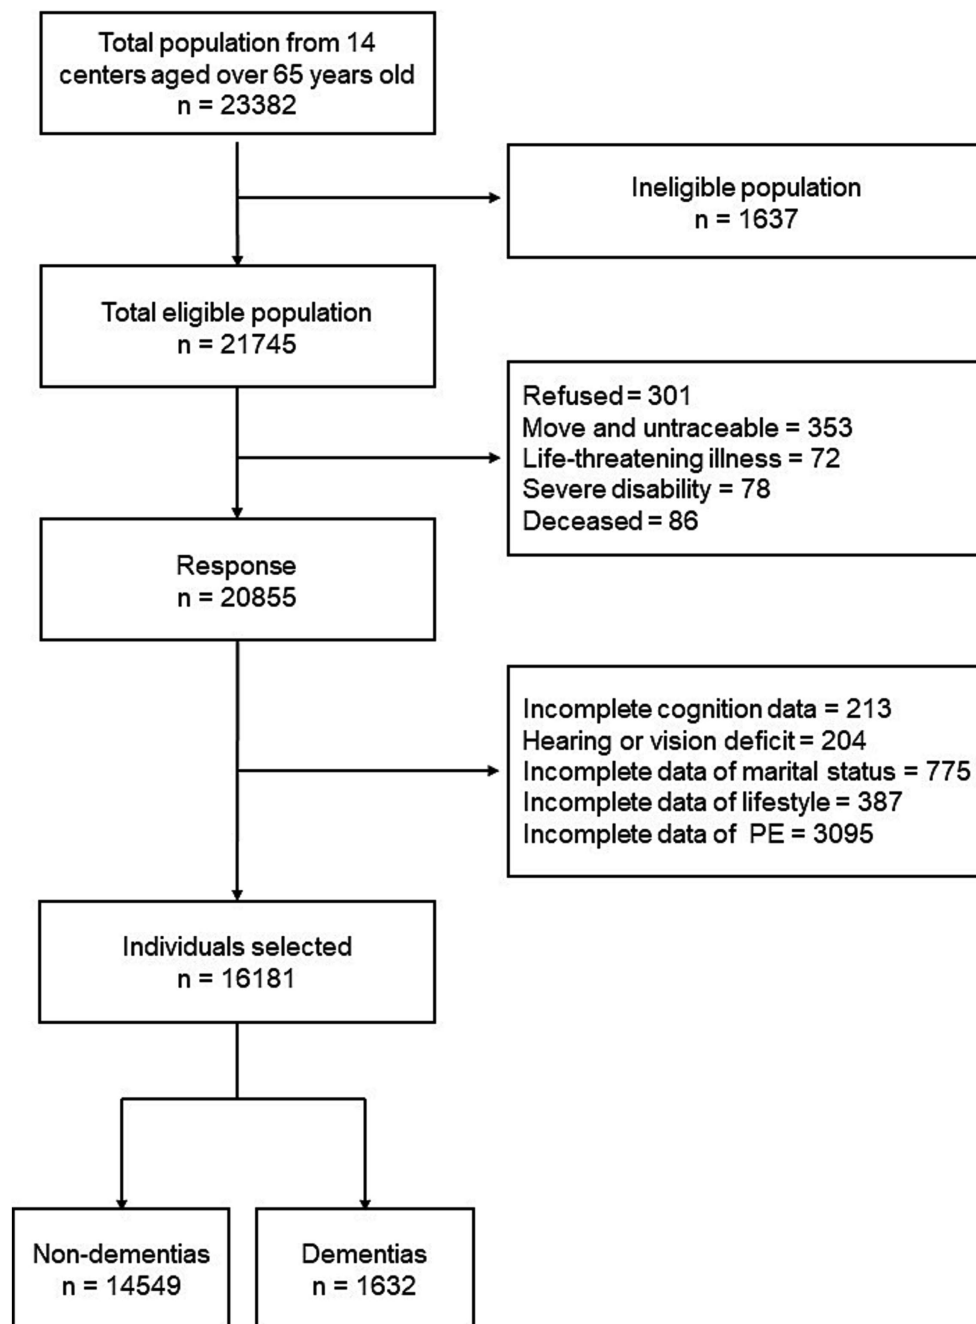 Total population from 14
centers aged over 65 years old
n = 23382
Ineligible population
n = 1637
Total eligible population
n = 21745
Refused = 301
Move and untraceable = 353
Life-threatening illness = 72
Severe disability = 78
Deceased = 86
Response
n = 20855
Incomplete cognition data = 213
Hearing or vision deficit = 204
Incomplete data of marital status = 775
Incomplete data of lifestyle = 387
Incomplete data of PE = 3095
Individuals selected
n = 16181
Non-dementias
n = 14549
Dementias
n = 1632